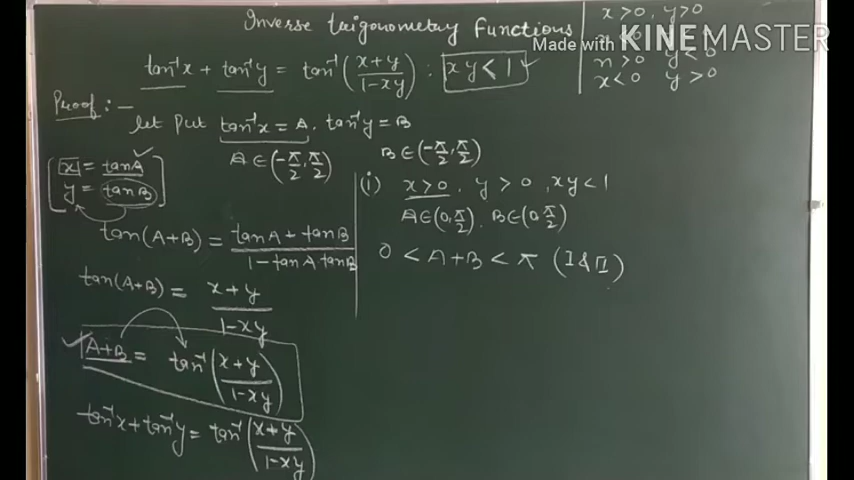 Inverse trigonometry Functions
tan⁻¹x + tan⁻¹y = tan⁻¹(x+y/1-xy) : xy < 1
Proof :-
let put tan⁻¹x = A, tan⁻¹y = B
A ∈ (-π/2, π/2) B ∈ (-π/2, π/2)
x = tanA
y = tanB
tan(A+B) = tanA + tanB/1-tanA tanB
tan(A+B) = x+y/1-xy
A+B = tan⁻¹(x+y/1-xy)
tan⁻¹x + tan⁻¹y = tan⁻¹(x+y/1-xy)
(i) x > 0, y > 0, xy < 1
A ∈ (0, π/2), B ∈ (0, π/2)
0 < A+B < π (I & II)
x > 0, y > 0
x > 0 y < 0
x < 0 y > 0
Made with KINEMASTER